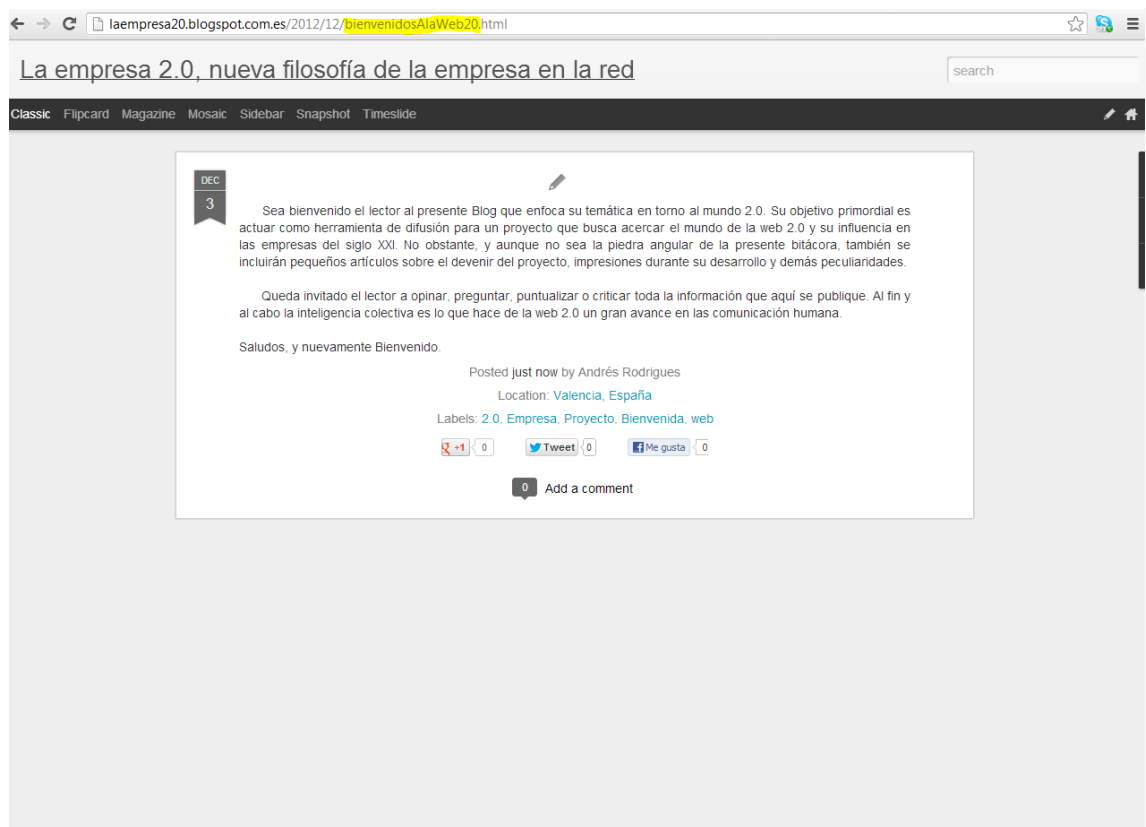 laempresa20.blogspot.com.es/2012/12/bienvenidosAlaWeb20.html
La empresa 2.0, nueva filosofía de la empresa en la red
search
Classic Flipcard Magazine Mosaic Sidebar Snapshot Timeslide
DEC
3
Sea bienvenido el lector al presente Blog que enfoca su temática en torno al mundo 2.0. Su objetivo primordial es
actuar como herramienta de difusión para un proyecto que busca acercar el mundo de la web 2.0 y su influencia en
las empresas del siglo XXI. No obstante, y aunque no sea la piedra angular de la presente bitácora, también se
incluirán pequeños artículos sobre el devenir del proyecto, impresiones durante su desarrollo y demás peculiaridades.
Queda invitado el lector a opinar, preguntar, puntualizar o criticar toda la información que aquí se publique. Al fin y
al cabo la inteligencia colectiva es lo que hace de la web 2.0 un gran avance en las comunicación humana.
Saludos, y nuevamente Bienvenido.
Posted just now by Andrés Rodrigues
Location: Valencia, España
Labels: 2.0, Empresa, Proyecto, Bienvenida, web
g +1 0 Tweet 0 f Me gusta 0
0 Add a comment